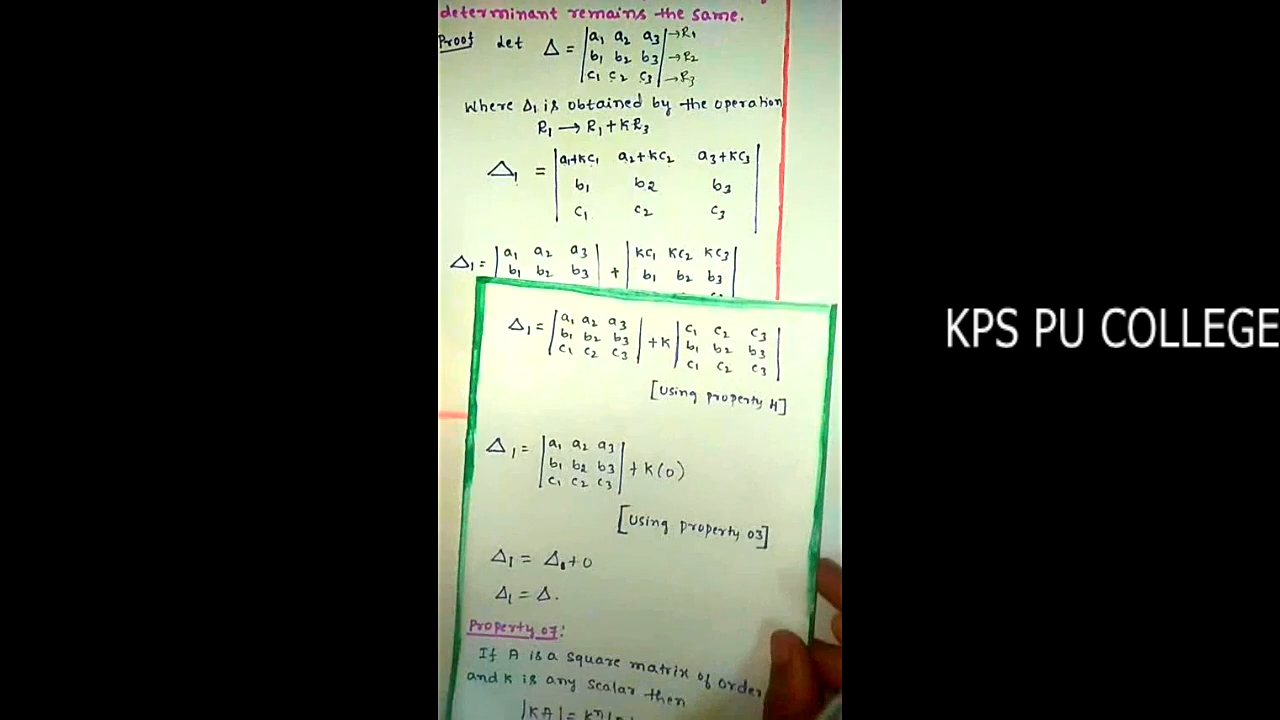 determinant remains the same.
Proof Let Δ = |a1 a2 a3| →R1
|b1 b2 b3| →R2
|c1 c2 c3| →R3
Where Δ1 is obtained by the operation
R1 → R1+KR3
Δ1 = |a1+KC1 a2+KC2 a3+KC3|
|b1 b2 b3|
|c1 c2 c3|
Δ1 = |a1 a2 a3| + |KC1 KC2 KC3|
|b1 b2 b3| |b1 b2 b3|
Δ1 = |a1 a2 a3| + K |c1 c2 c3|
|b1 b2 b3| |b1 b2 b3|
|c1 c2 c3| |c1 c2 c3|
[Using property 4]
Δ1 = |a1 a2 a3| + K(0)
|b1 b2 b3|
|c1 c2 c3|
[Using property 03]
Δ1 = Δ+0
Δ1 = Δ.
Property 07:
If A is a square matrix of order
and K is any scalar then
|KA| = K^n
KPS PU COLLEGE